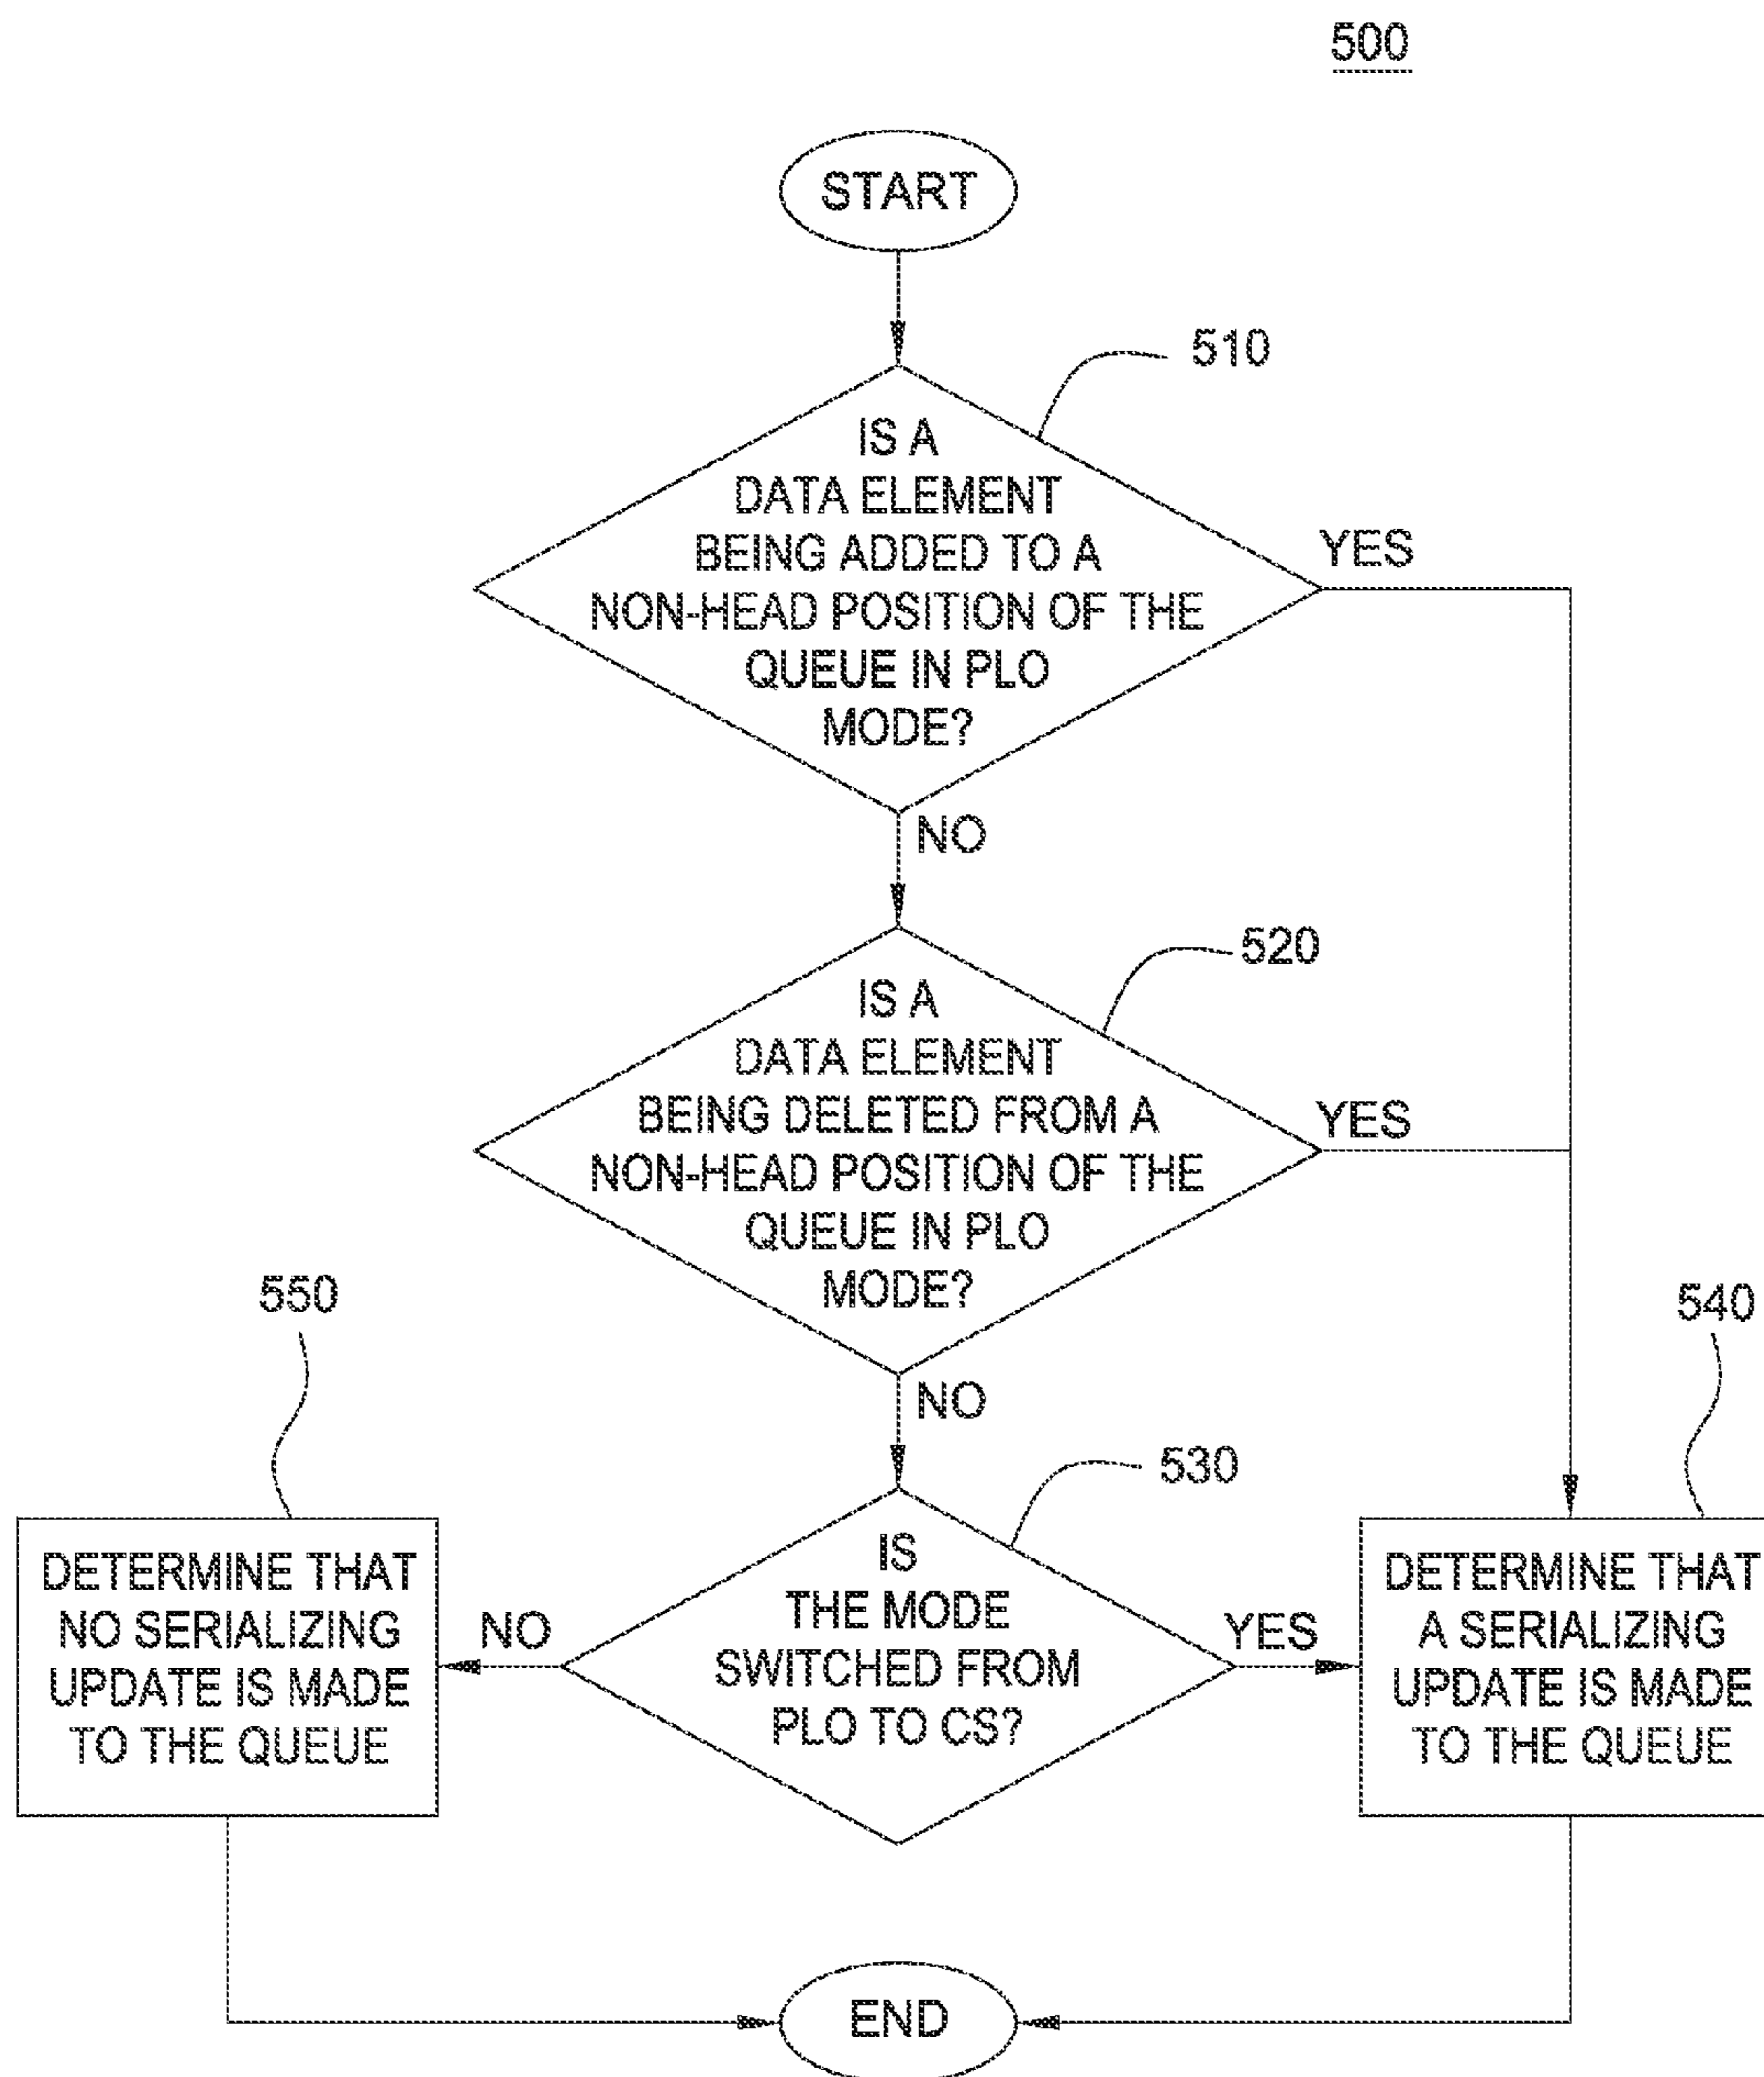 500
START
510
IS A
DATA ELEMENT
BEING ADDED TO A
NON-HEAD POSITION OF THE
QUEUE IN PLO
MODE?
YES
NO
520
IS A
DATA ELEMENT
BEING DELETED FROM A
NON-HEAD POSITION OF THE
QUEUE IN PLO
MODE?
YES
NO
550
540
530
DETERMINE THAT
NO SERIALIZING
UPDATE IS MADE
TO THE QUEUE
NO
IS
THE MODE
SWITCHED FROM
PLO TO CS?
YES
DETERMINE THAT
A SERIALIZING
UPDATE IS MADE
TO THE QUEUE
END